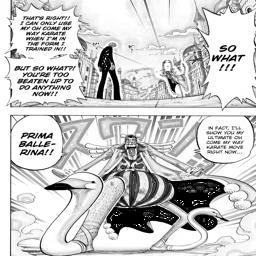 THAT'S RIGHT!!
I CAN ONLY USE
MY OH COME MY
WAY KARATE
WHEN I'M IN
THE FORM I
TRAINED IN!!
BUT SO WHAT?!
YOU'RE TOO
BEATEN UP TO
DO ANYTHING
NOW!!
SO
WHAT
!!!
PRIMA
BALLE-
RINA!!
IN FACT, I'LL
SHOW YOU MY
ULTIMATE OH
COME MY WAY
KARATE MOVE
RIGHT NOW...